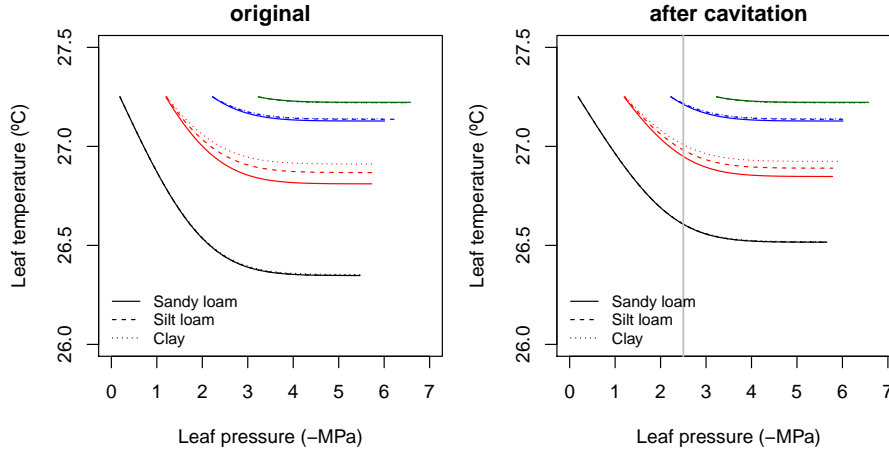 original
27.5
27.0
26.5
26.0
Leaf temperature (ºC)
Sandy loam
Silt loam
Clay
0 1 2 3 4 5 6 7
Leaf pressure (−MPa)
after cavitation
27.5
27.0
26.5
26.0
Leaf temperature (ºC)
Sandy loam
Silt loam
Clay
0 1 2 3 4 5 6 7
Leaf pressure (−MPa)